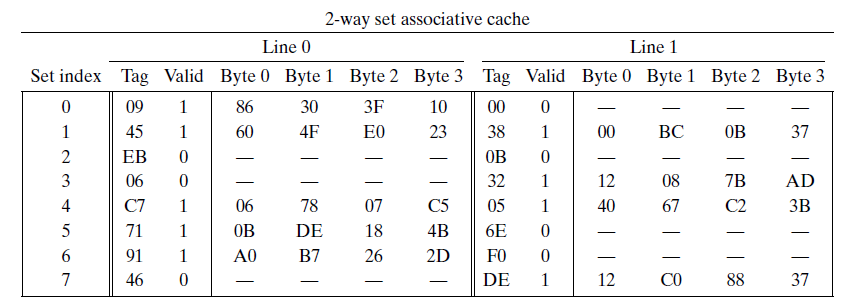 2-way set associative cache
Line 0 Line 1
Set index Tag Valid Byte 0 Byte 1 Byte 2 Byte 3 Tag Valid Byte 0 Byte 1 Byte 2 Byte 3
0 09 1 86 30 3F 10 00 0 — — — —
1 45 1 60 4F E0 23 38 1 00 BC 0B 37
2 EB 0 — — — — 0B 0 — — — —
3 06 0 — — — — 32 1 12 08 7B AD
4 C7 1 06 78 07 C5 05 1 40 67 C2 3B
5 71 1 0B DE 18 4B 6E 0 — — — —
6 91 1 A0 B7 26 2D F0 0 — — — —
7 46 0 — — — — DE 1 12 C0 88 37